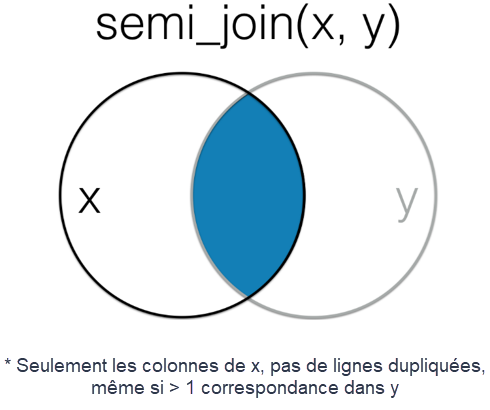 semi_join(x, y)
x
y
* Seulement les colonnes de x, pas de lignes dupliquées,
même si > 1 correspondance dans y